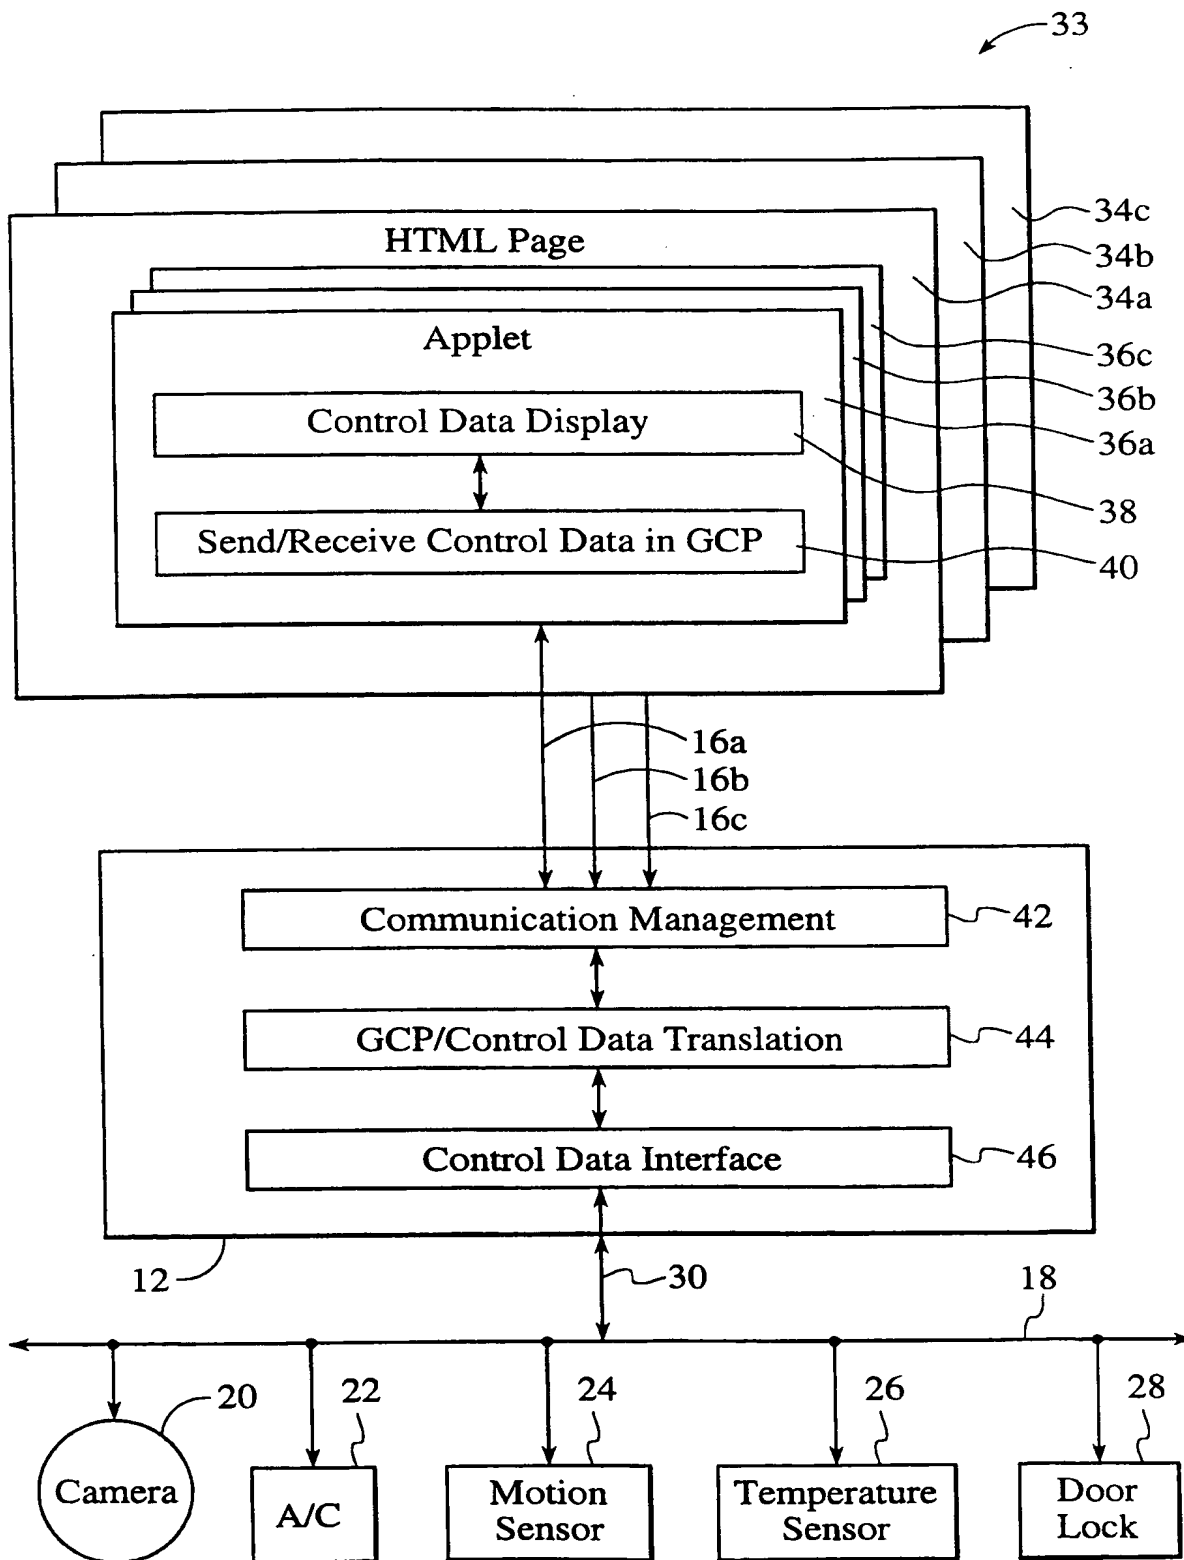 33
34c
HTML Page
34b
34a
Applet
36c
36b
Control Data Display
36a
38
Send/Receive Control Data in GCP
40
16a
16b
16c
Communication Management
42
GCP/Control Data Translation
44
Control Data Interface
46
12
30
18
20
22
24
26
28
Camera
A/C
Motion
Sensor
Temperature
Sensor
Door
Lock